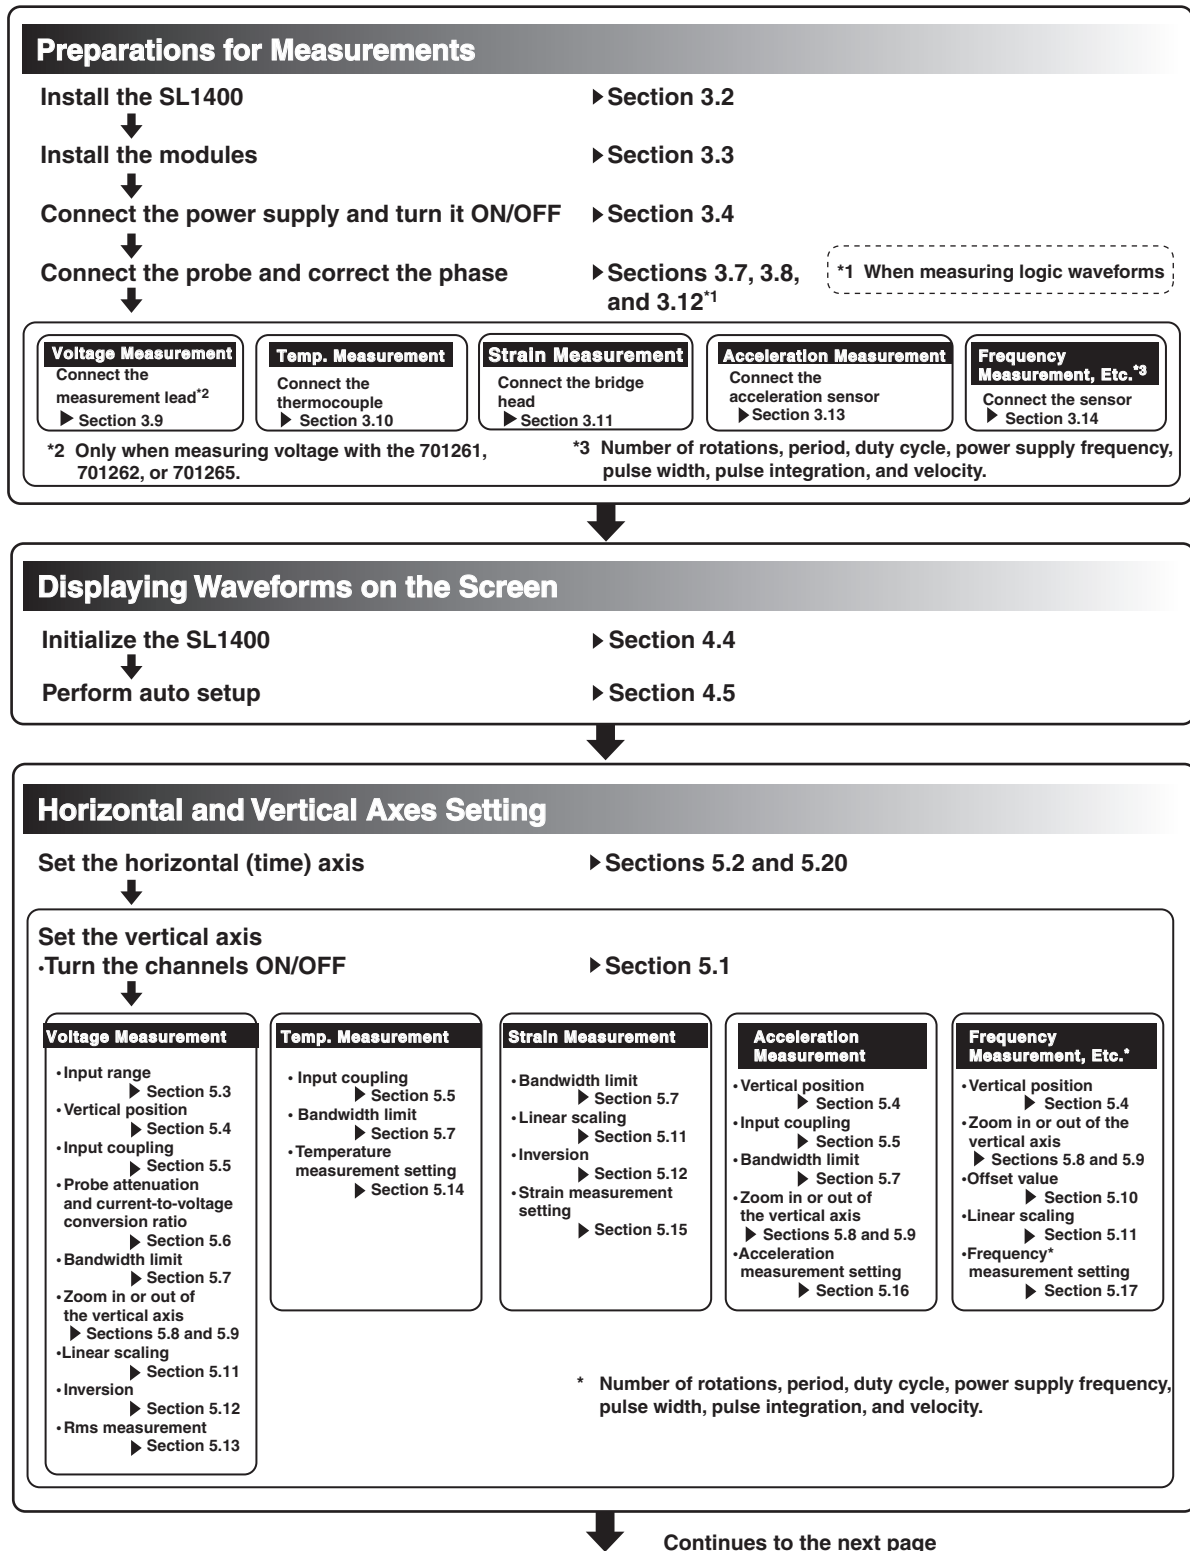 Preparations for Measurements
Install the SL1400
▶ Section 3.2
Install the modules
▶ Section 3.3
Connect the power supply and turn it ON/OFF
▶ Section 3.4
Connect the probe and correct the phase
▶ Sections 3.7, 3.8,
and 3.12*1
*1 When measuring logic waveforms
Voltage Measurement
Connect the
measurement lead*2
▶ Section 3.9
Temp. Measurement
Connect the
thermocouple
▶ Section 3.10
Strain Measurement
Connect the bridge
head
▶ Section 3.11
Acceleration Measurement
Connect the
acceleration sensor
▶ Section 3.13
Frequency
Measurement, Etc.*3
Connect the sensor
▶ Section 3.14
*2 Only when measuring voltage with the 701261,
701262, or 701265.
*3 Number of rotations, period, duty cycle, power supply frequency,
pulse width, pulse integration, and velocity.
Displaying Waveforms on the Screen
Initialize the SL1400
▶ Section 4.4
Perform auto setup
▶ Section 4.5
Horizontal and Vertical Axes Setting
Set the horizontal (time) axis
▶ Sections 5.2 and 5.20
Set the vertical axis
•Turn the channels ON/OFF
▶ Section 5.1
Voltage Measurement
•Input range
▶ Section 5.3
•Vertical position
▶ Section 5.4
•Input coupling
▶ Section 5.5
•Probe attenuation
and current-to-voltage
conversion ratio
▶ Section 5.6
•Bandwidth limit
▶ Section 5.7
•Zoom in or out of
the vertical axis
▶ Sections 5.8 and 5.9
•Linear scaling
▶ Section 5.11
•Inversion
▶ Section 5.12
•Rms measurement
▶ Section 5.13
Temp. Measurement
• Input coupling
▶ Section 5.5
• Bandwidth limit
▶ Section 5.7
•Temperature
measurement setting
▶ Section 5.14
Strain Measurement
•Bandwidth limit
▶ Section 5.7
•Linear scaling
▶ Section 5.11
•Inversion
▶ Section 5.12
•Strain measurement
setting
▶ Section 5.15
Acceleration
Measurement
•Vertical position
▶ Section 5.4
•Input coupling
▶ Section 5.5
•Bandwidth limit
▶ Section 5.7
•Zoom in or out of
the vertical axis
▶ Sections 5.8 and 5.9
•Acceleration
measurement setting
▶ Section 5.16
Frequency
Measurement, Etc.*
•Vertical position
▶ Section 5.4
•Zoom in or out of the
vertical axis
▶ Sections 5.8 and 5.9
•Offset value
▶ Section 5.10
•Linear scaling
▶ Section 5.11
•Frequency*
measurement setting
▶ Section 5.17
* Number of rotations, period, duty cycle, power supply frequency,
pulse width, pulse integration, and velocity.
Continues to the next page